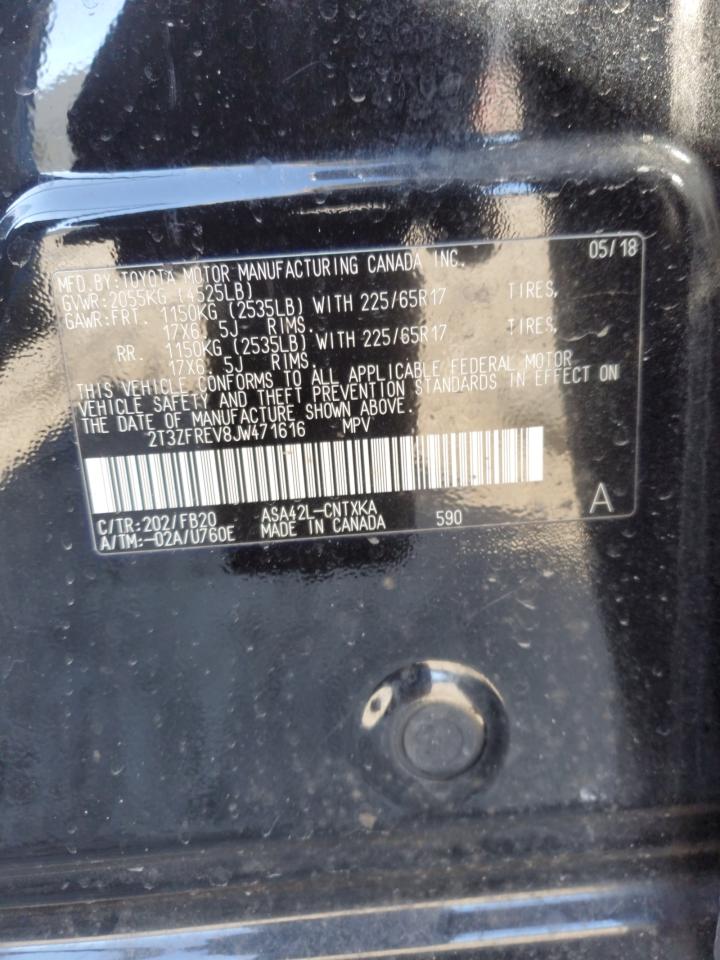 MFD.BY:TOYOTA MOTOR MANUFACTURING CANADA INC. 05/18
GVWR:2055KG (4525LB)
GAWR:FRT. 1150KG (2535LB) WITH 225/65R17 TIRES,
17X6.5J RIMS.
RR. 1150KG (2535LB) WITH 225/65R17 TIRES,
17X6.5J RIMS.
THIS VEHICLE CONFORMS TO ALL APPLICABLE FEDERAL MOTOR
VEHICLE SAFETY AND THEFT PREVENTION STANDARDS IN EFFECT ON
THE DATE OF MANUFACTURE SHOWN ABOVE.
2T3ZFREV8JW471616 MPV
C/TR:202/FB20 ASA42L-CNTXKA 590 A
A/TM:-02A/U760E MADE IN CANADA